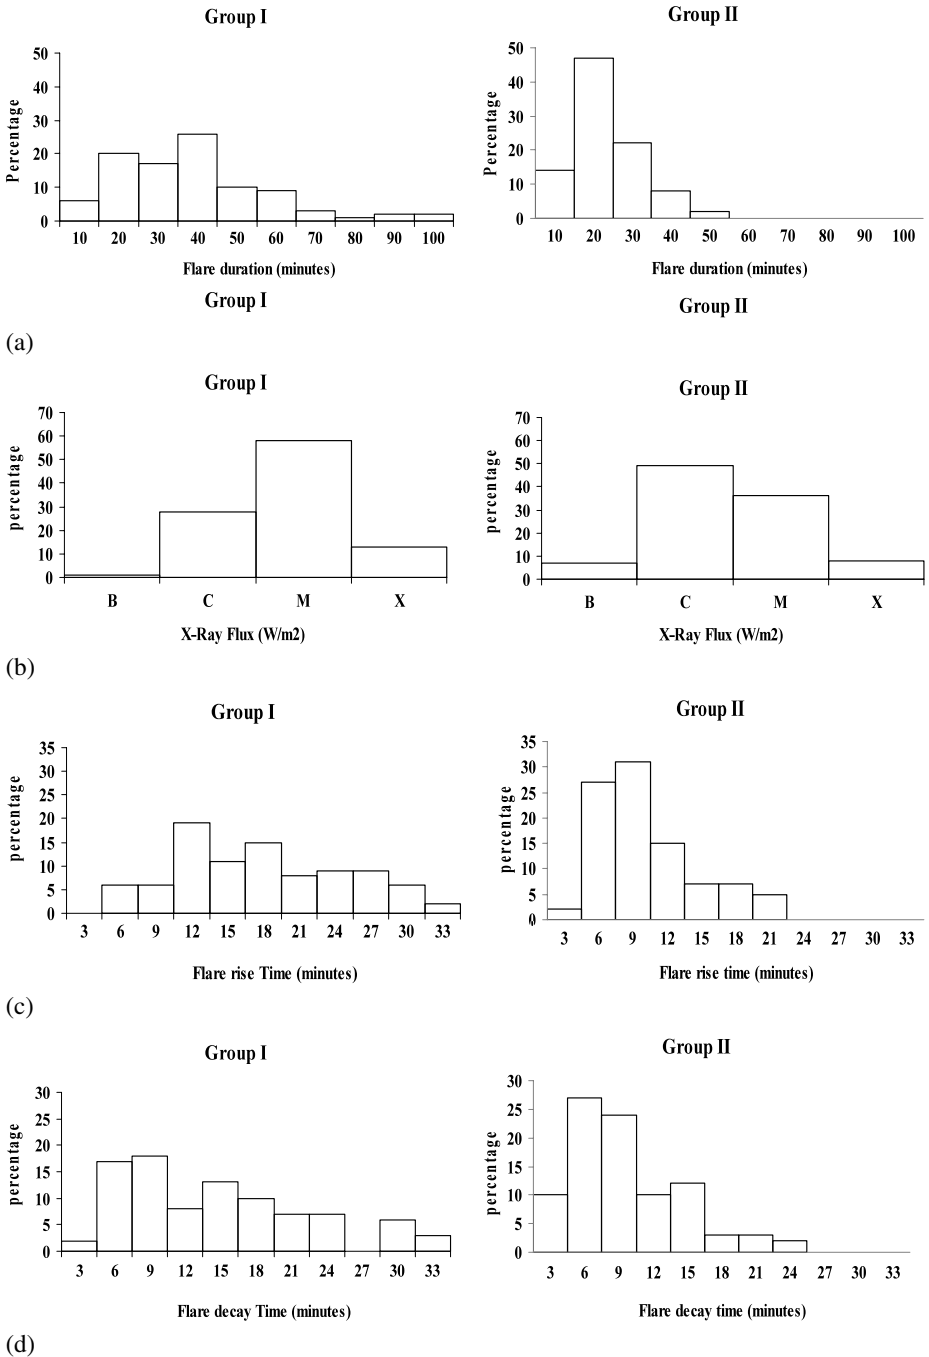 Group I
Group II
50
40
30
20
10
0
Percentage
10 20 30 40 50 60 70 80 90 100
Flare duration (minutes)
Group I
50
40
30
20
10
0
Percentage
10 20 30 40 50 60 70 80 90 100
Flare duration (minutes)
Group II
(a)
Group I
70
60
50
40
30
20
10
0
percentage
B C M X
X-Ray Flux (W/m2)
Group II
70
60
50
40
30
20
10
0
percentage
B C M X
X-Ray Flux (W/m2)
(b)
Group I
35
30
25
20
15
10
5
0
percentage
3 6 9 12 15 18 21 24 27 30 33
Flare rise Time (minutes)
Group II
35
30
25
20
15
10
5
0
percentage
3 6 9 12 15 18 21 24 27 30 33
Flare rise time (minutes)
(c)
Group I
30
25
20
15
10
5
0
percentage
3 6 9 12 15 18 21 24 27 30 33
Flare decay Time (minutes)
Group II
30
25
20
15
10
5
0
percentage
3 6 9 12 15 18 21 24 27 30 33
Flare decay time (minutes)
(d)